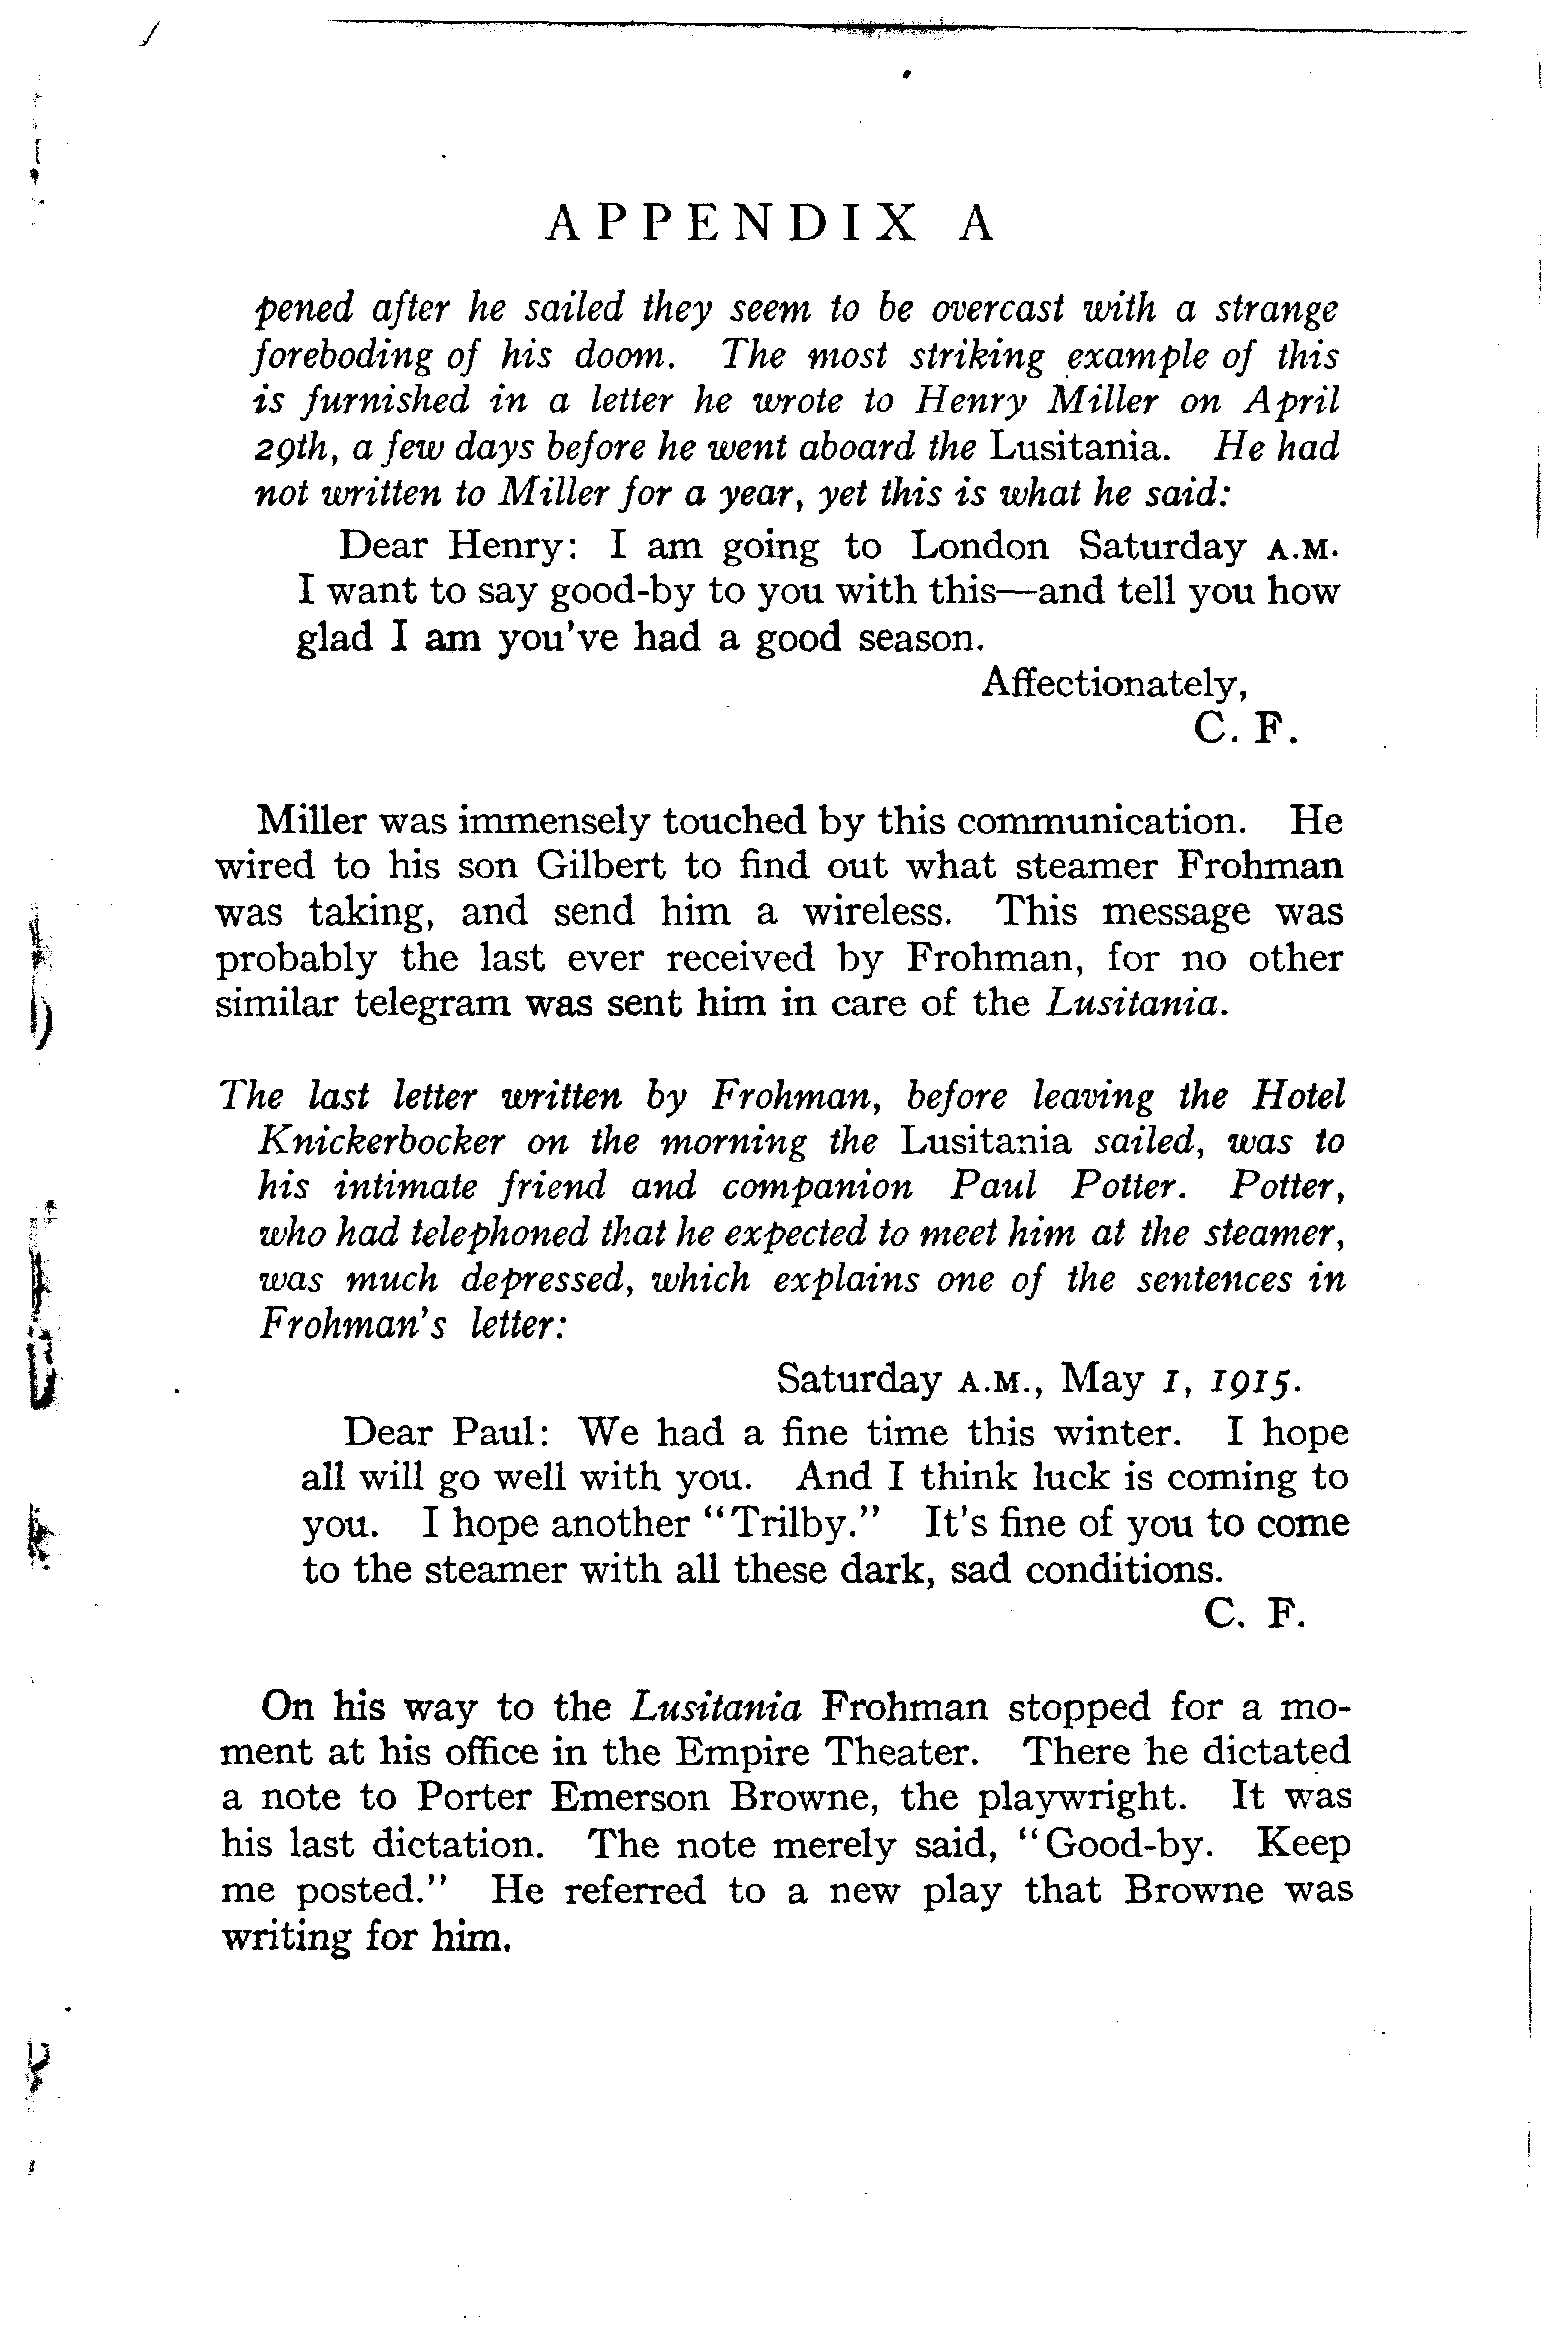 APPENDIX A
pened after he sailed they seem to be overcast with a strange
foreboding of his doom. The most striking example of this
is furnished in a letter he wrote to Henry Miller on April
29th, a few days before he went aboard the Lusitania. He had
not written to Miller for a year, yet this is what he said:
Dear Henry: I am going to London Saturday A.M.
I want to say good-by to you with this—and tell you how
glad I am you've had a good season.
Affectionately,
C. F.
Miller was immensely touched by this communication. He
wired to his son Gilbert to find out what steamer Frohman
was taking, and send him a wireless. This message was
probably the last ever received by Frohman, for no other
similar telegram was sent him in care of the Lusitania.
The last letter written by Frohman, before leaving the Hotel
Knickerbocker on the morning the Lusitania sailed, was to
his intimate friend and companion Paul Potter. Potter,
who had telephoned that he expected to meet him at the steamer,
was much depressed, which explains one of the sentences in
Frohman's letter:
Saturday A.M., May 1, 1915.
Dear Paul: We had a fine time this winter. I hope
all will go well with you. And I think luck is coming to
you. I hope another "Trilby." It's fine of you to come
to the steamer with all these dark, sad conditions.
C. F.
On his way to the Lusitania Frohman stopped for a mo-
ment at his office in the Empire Theater. There he dictated
a note to Porter Emerson Browne, the playwright. It was
his last dictation. The note merely said, "Good-by. Keep
me posted." He referred to a new play that Browne was
writing for him.